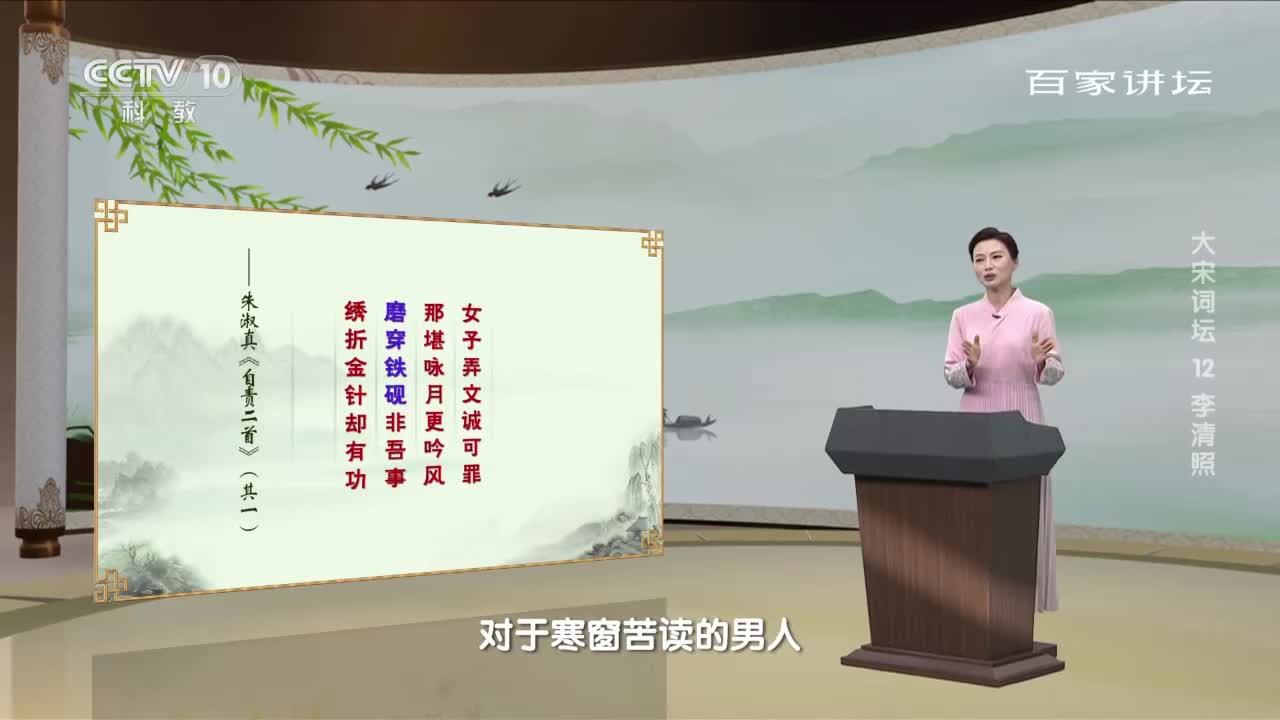 CCTV 10
科 教
百家讲坛
女子弄文诚可罪
那堪咏月更吟风
磨穿铁砚非吾事
绣折金针却有功
——朱淑真《自责二首》（其一）
大宋词坛 12 李清照
对于寒窗苦读的男人